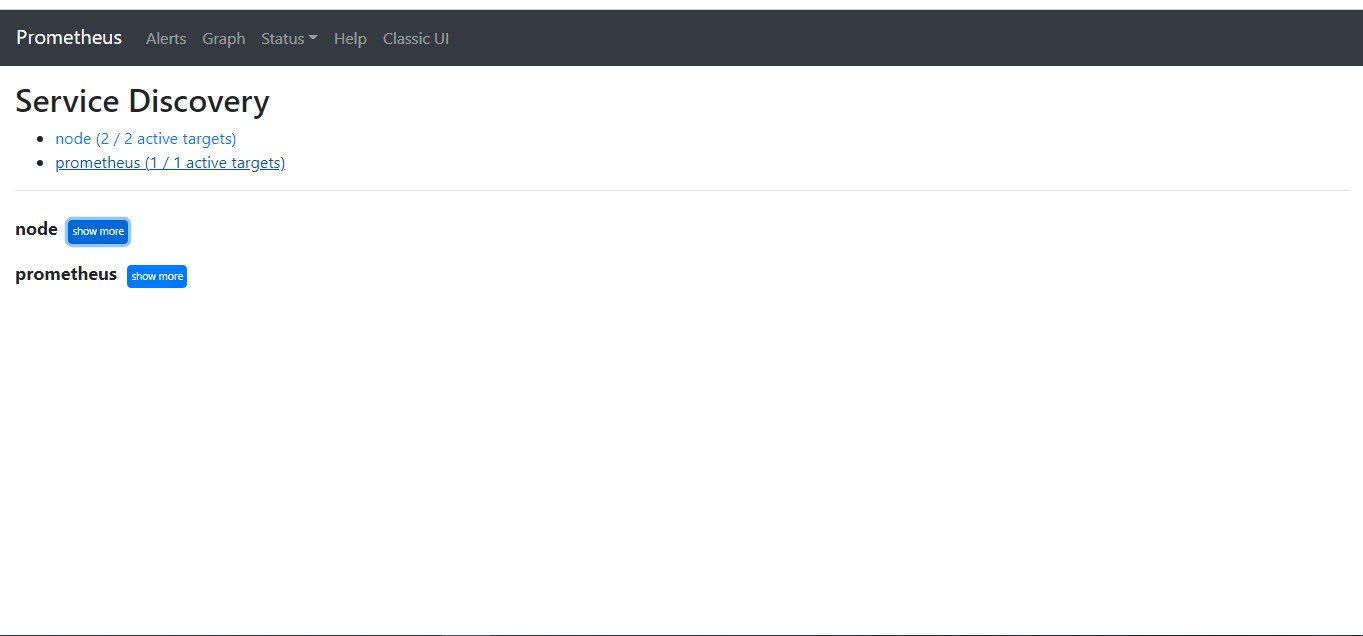 Prometheus Alerts Graph Status Help Classic UI
Service Discovery
node (2 / 2 active targets)
prometheus (1 / 1 active targets)
node show more
prometheus show more